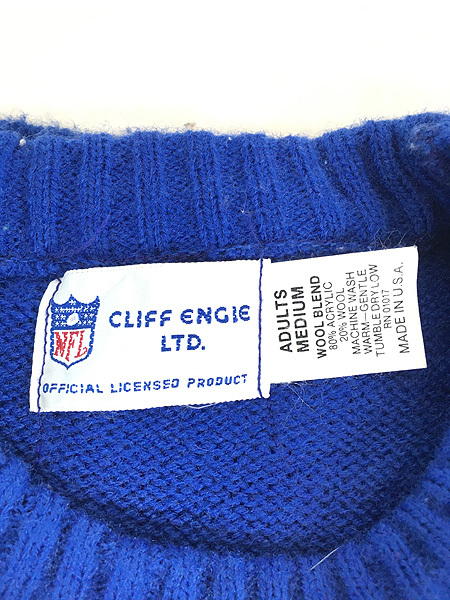 NFL
CLIFF ENGIE
LTD.
OFFICIAL LICENSED PRODUCT
ADULTS
MEDIUM
WOOL BLEND
80% ACRYLIC
20% WOOL
MACHINE WASH
WARM-GENTLE
TUMBLE DRY LOW
RN 01017
MADE IN U.S.A.